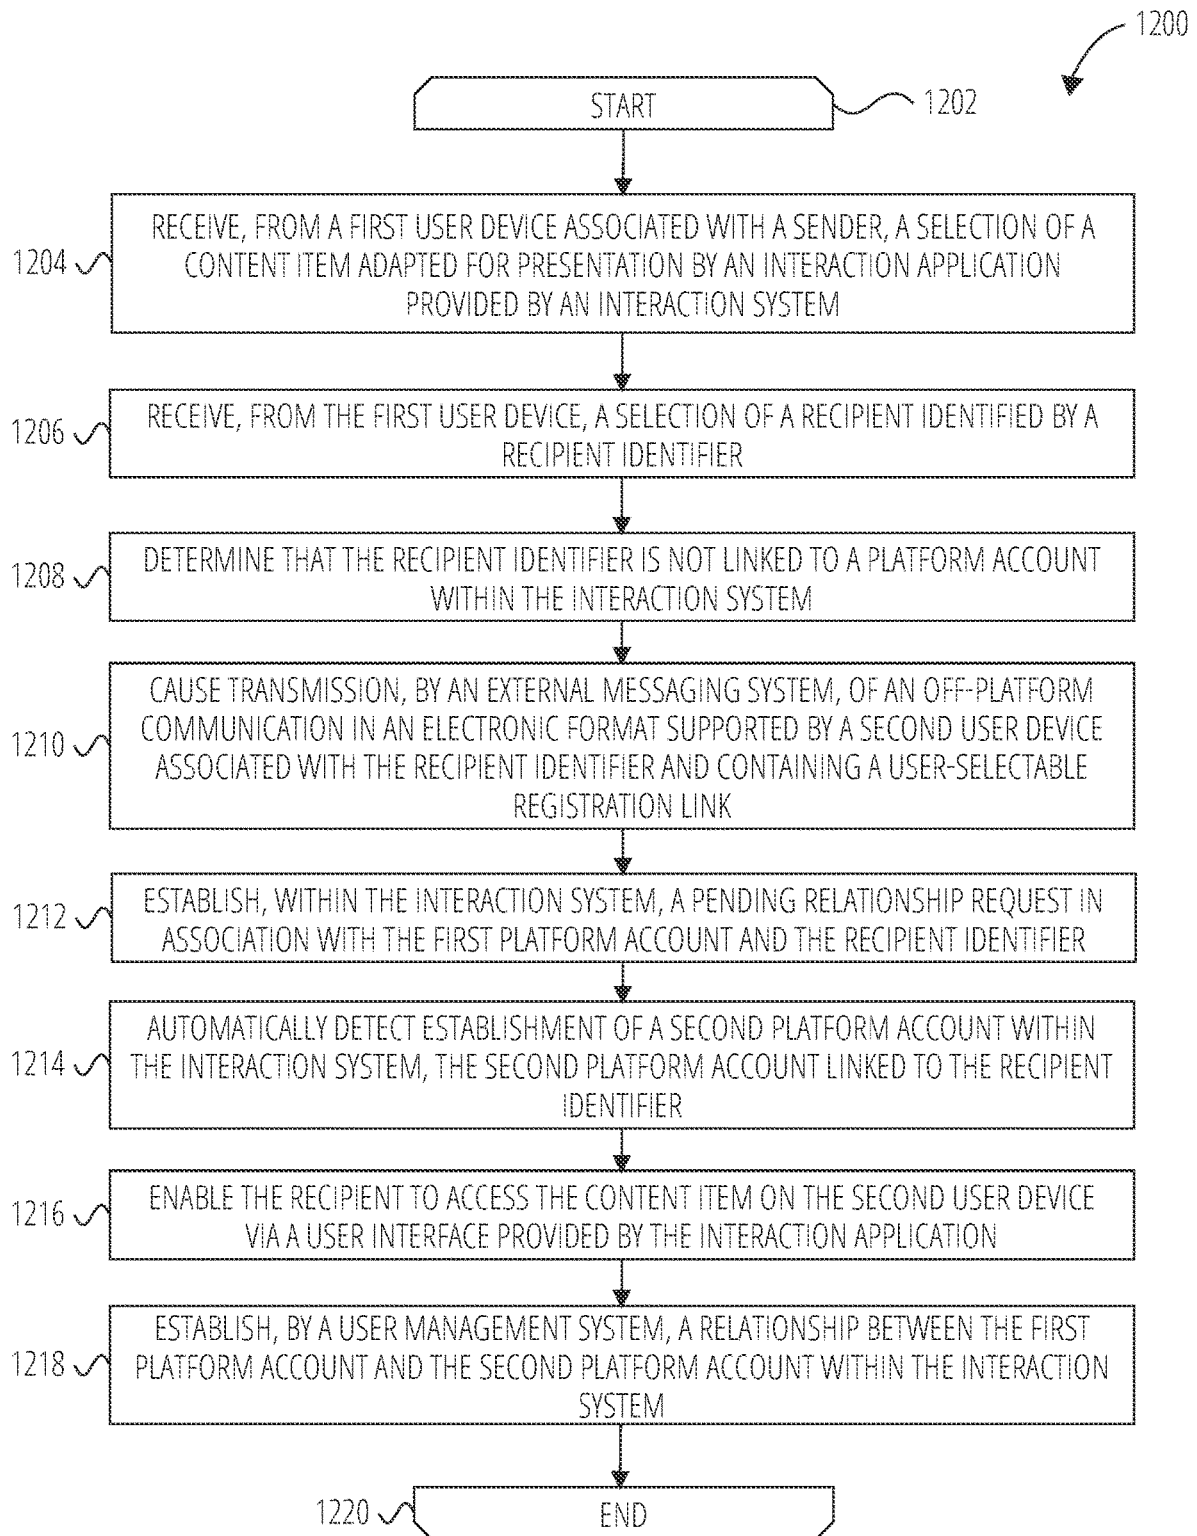 1200
START
1202
1204
RECEIVE, FROM A FIRST USER DEVICE ASSOCIATED WITH A SENDER, A SELECTION OF A
CONTENT ITEM ADAPTED FOR PRESENTATION BY AN INTERACTION APPLICATION
PROVIDED BY AN INTERACTION SYSTEM
1206
RECEIVE, FROM THE FIRST USER DEVICE, A SELECTION OF A RECIPIENT IDENTIFIED BY A
RECIPIENT IDENTIFIER
1208
DETERMINE THAT THE RECIPIENT IDENTIFIER IS NOT LINKED TO A PLATFORM ACCOUNT
WITHIN THE INTERACTION SYSTEM
1210
CAUSE TRANSMISSION, BY AN EXTERNAL MESSAGING SYSTEM, OF AN OFF-PLATFORM
COMMUNICATION IN AN ELECTRONIC FORMAT SUPPORTED BY A SECOND USER DEVICE
ASSOCIATED WITH THE RECIPIENT IDENTIFIER AND CONTAINING A USER-SELECTABLE
REGISTRATION LINK
1212
ESTABLISH, WITHIN THE INTERACTION SYSTEM, A PENDING RELATIONSHIP REQUEST IN
ASSOCIATION WITH THE FIRST PLATFORM ACCOUNT AND THE RECIPIENT IDENTIFIER
1214
AUTOMATICALLY DETECT ESTABLISHMENT OF A SECOND PLATFORM ACCOUNT WITHIN
THE INTERACTION SYSTEM, THE SECOND PLATFORM ACCOUNT LINKED TO THE RECIPIENT
IDENTIFIER
1216
ENABLE THE RECIPIENT TO ACCESS THE CONTENT ITEM ON THE SECOND USER DEVICE
VIA A USER INTERFACE PROVIDED BY THE INTERACTION APPLICATION
1218
ESTABLISH, BY A USER MANAGEMENT SYSTEM, A RELATIONSHIP BETWEEN THE FIRST
PLATFORM ACCOUNT AND THE SECOND PLATFORM ACCOUNT WITHIN THE INTERACTION
SYSTEM
1220
END